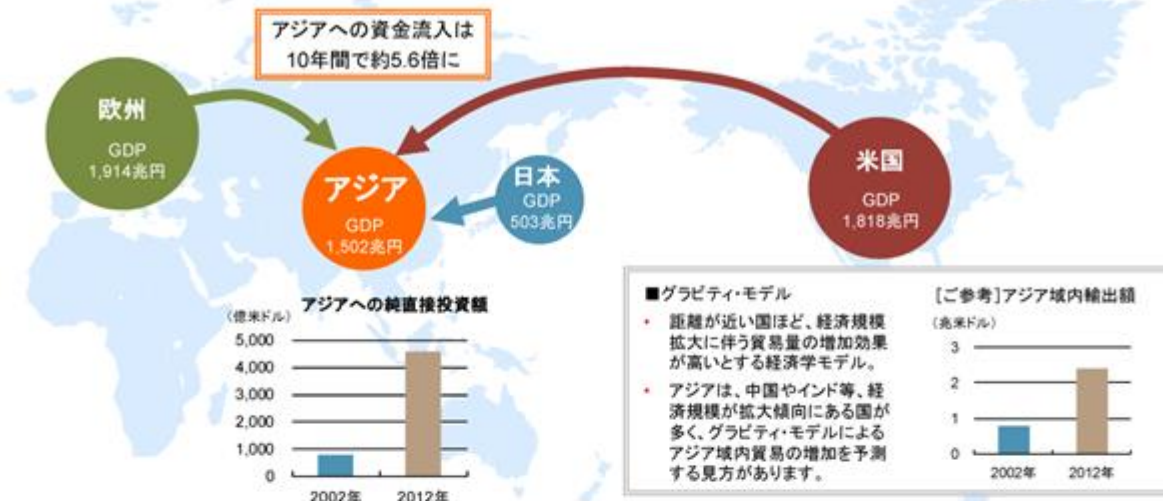 アジアへの資金流入は
10年間で約5.6倍に
欧州
GDP
1,914兆円
アジア
GDP
1,502兆円
日本
GDP
503兆円
米国
GDP
1,818兆円
アジアへの純直接投資額
（億米ドル）
5,000
4,000
3,000
2,000
1,000
0
2002年 2012年
■グラビティ・モデル
• 距離が近い国ほど、経済規模
拡大に伴う貿易量の増加効果
が高いとする経済学モデル。
• アジアは、中国やインド等、経
済規模が拡大傾向にある国が
多く、グラビティ・モデルによる
アジア域内貿易の増加を予測
する見方があります。
[ご参考]アジア域内輸出額
（兆米ドル）
3
2
1
0
2002年 2012年